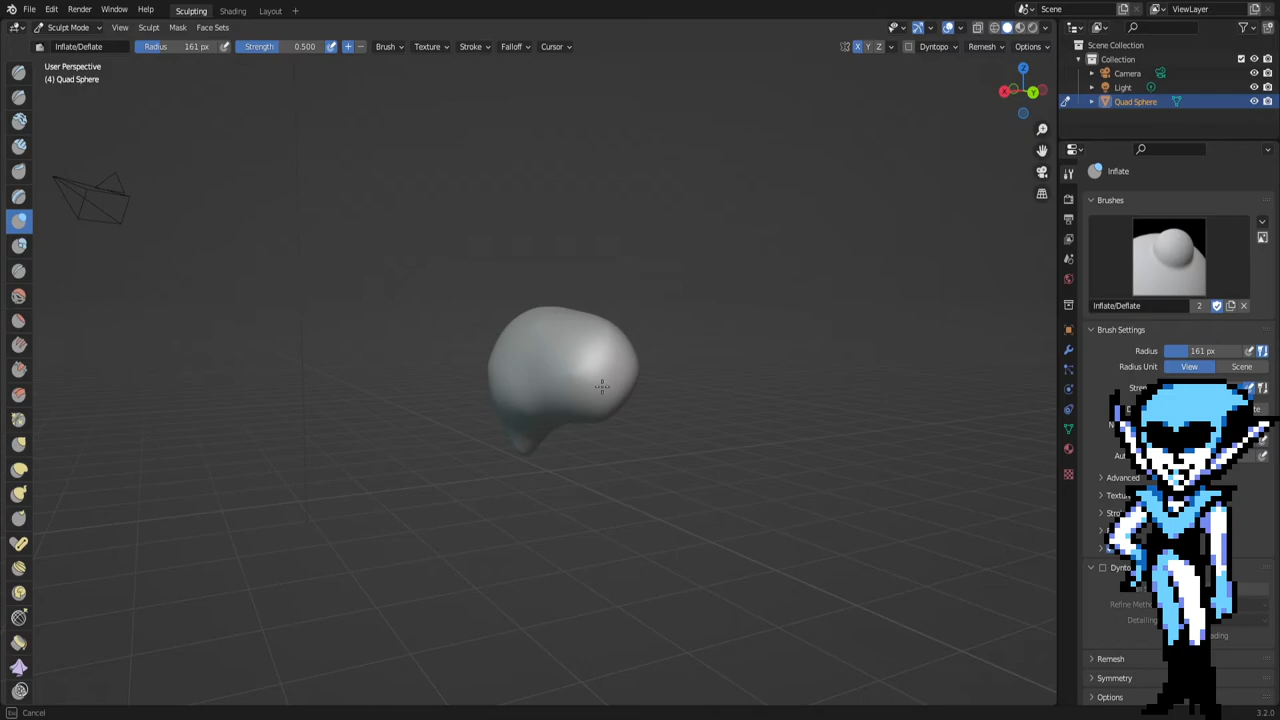 File Edit Render Window Help Sculpting Shading Layout + Scene ViewLayer
Sculpt Mode View Sculpt Mask Face Sets
Inflate/Deflate Radius 161 px Strength 0.500 Brush Texture Stroke Falloff Cursor X Y Z Dyntopo Remesh Options
User Perspective
(4) Quad Sphere
Z
X Y
Scene Collection
Collection
Camera
Light
Quad Sphere
Inflate
Brushes
Inflate/Deflate 2
Brush Settings
Radius 161 px
Radius Unit View Scene
Advanced
Remesh
Symmetry
Options
Cancel 3.2.0